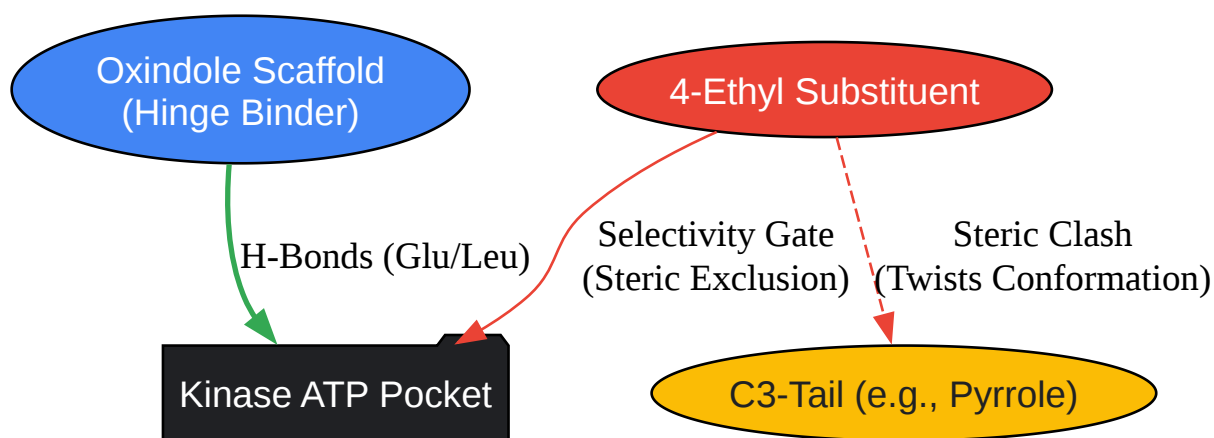 Oxindole Scaffold
(Hinge Binder)
4-Ethyl Substituent
H-Bonds (Glu/Leu)
Selectivity Gate
(Steric Exclusion)
Steric Clash
(Twists Conformation)
Kinase ATP Pocket
C3-Tail (e.g., Pyrrole)